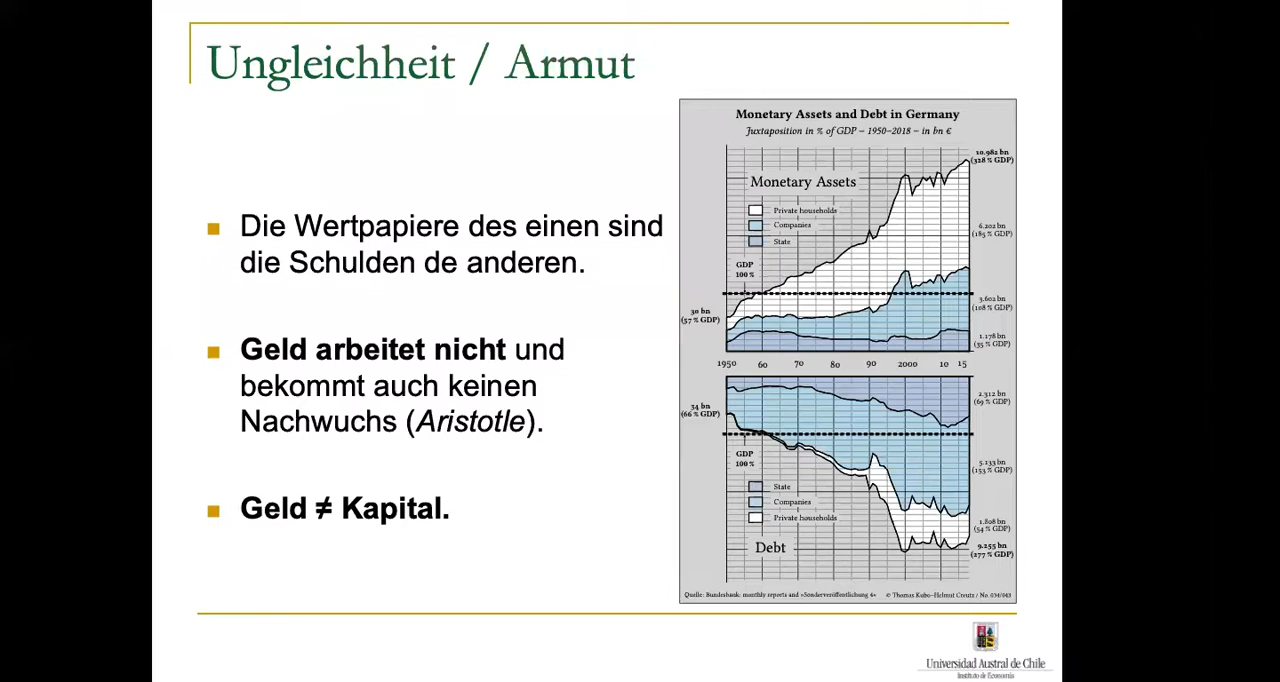 Ungleichheit / Armut
Die Wertpapiere des einen sind
die Schulden de anderen.
Geld arbeitet nicht und
bekommt auch keinen
Nachwuchs (Aristotle).
Geld ≠ Kapital.
Monetary Assets and Debt in Germany
Juxtaposition in % of GDP – 1950–2018 – in bn €
10.982 bn
(328 % GDP)
Monetary Assets
Private households
Companies
State
6.202 bn
(185 % GDP)
GDP
100 %
3.602 bn
(108 % GDP)
30 bn
(57 % GDP)
1.178 bn
(35 % GDP)
1950 60 70 80 90 2000 10 15
2.312 bn
(69 % GDP)
34 bn
(66 % GDP)
GDP
100 %
5.133 bn
(153 % GDP)
State
Companies
Private households
1.808 bn
(54 % GDP)
Debt
9.255 bn
(277 % GDP)
Quelle: Bundesbank: monthly reports and »Sonderveröffentlichung 4« © Thomas Kubo–Helmut Creutz / No. 034/043
Universidad Austral de Chile
Instituto de Economía